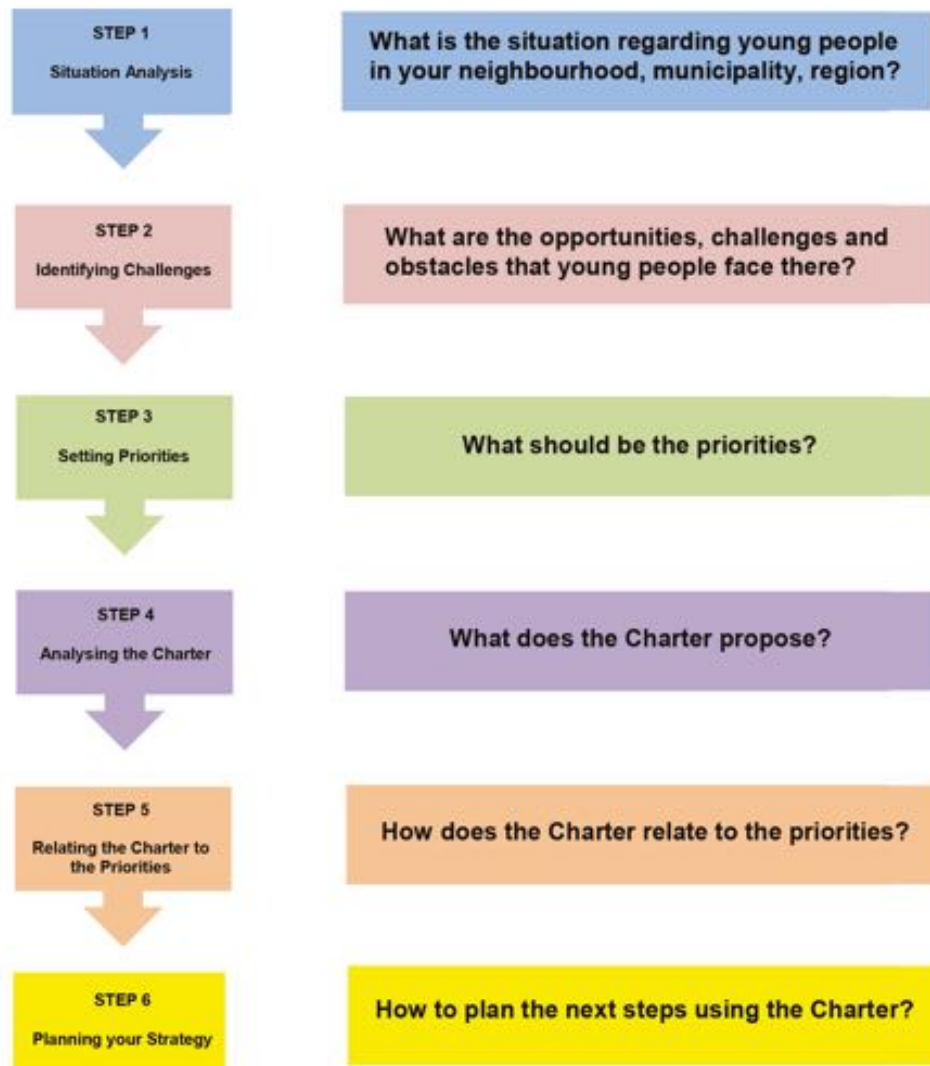 STEP 1
Situation Analysis
What is the situation regarding young people
in your neighbourhood, municipality, region?
STEP 2
Identifying Challenges
What are the opportunities, challenges and
obstacles that young people face there?
STEP 3
Setting Priorities
What should be the priorities?
STEP 4
Analysing the Charter
What does the Charter propose?
STEP 5
Relating the Charter to
the Priorities
How does the Charter relate to the priorities?
STEP 6
Planning your Strategy
How to plan the next steps using the Charter?